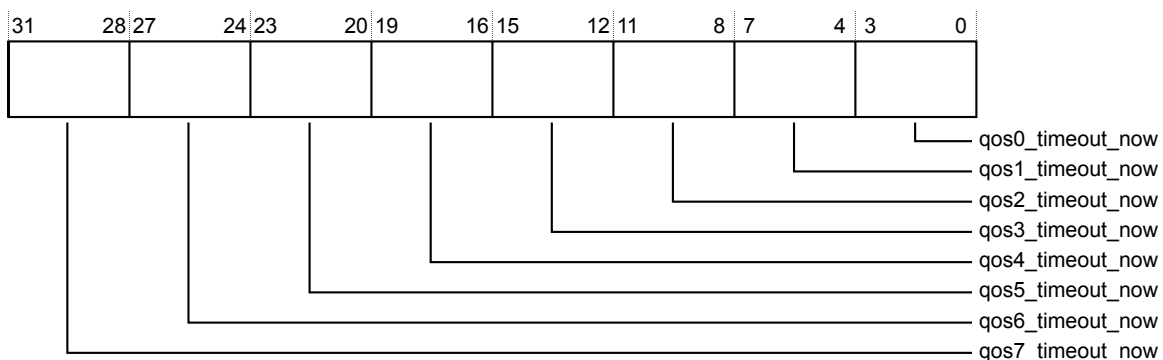 31 28 27 24 23 20 19 16 15 12 11 8 7 4 3 0
qos0_timeout_now
qos1_timeout_now
qos2_timeout_now
qos3_timeout_now
qos4_timeout_now
qos5_timeout_now
qos6_timeout_now
qos7_timeout_now